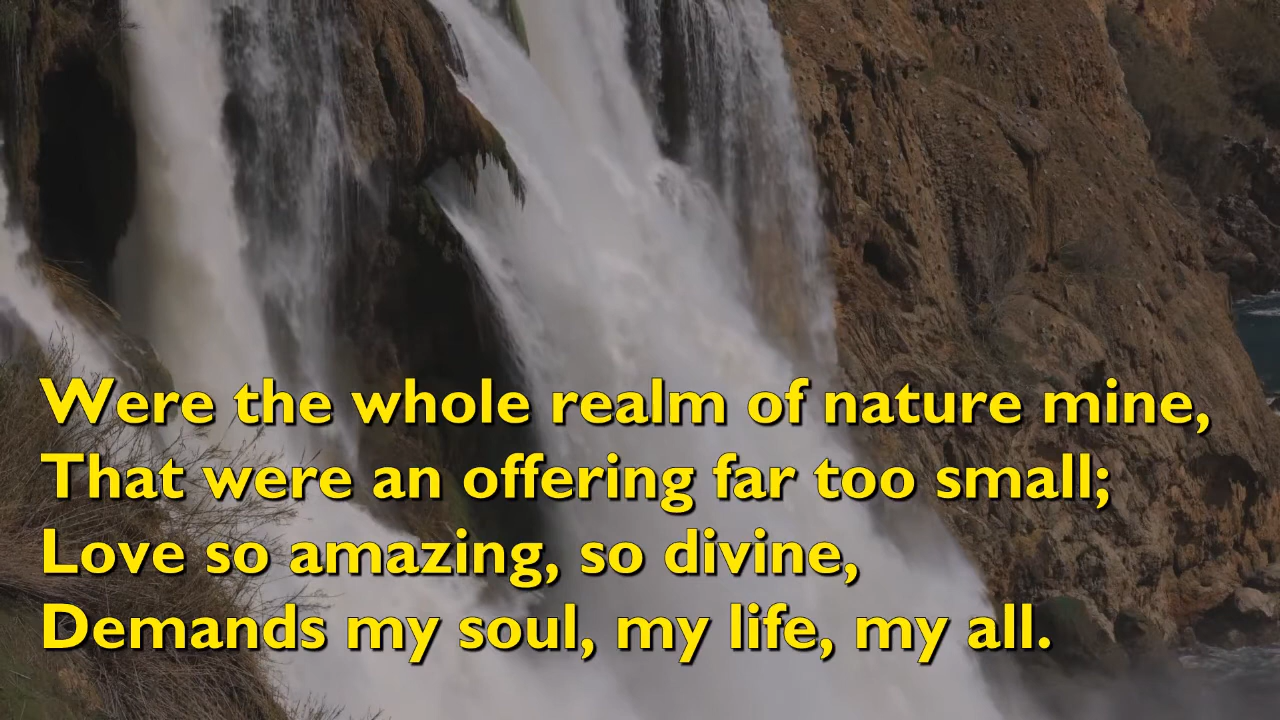 Were the whole realm of nature mine,
That were an offering far too small;
Love so amazing, so divine,
Demands my soul, my life, my all.